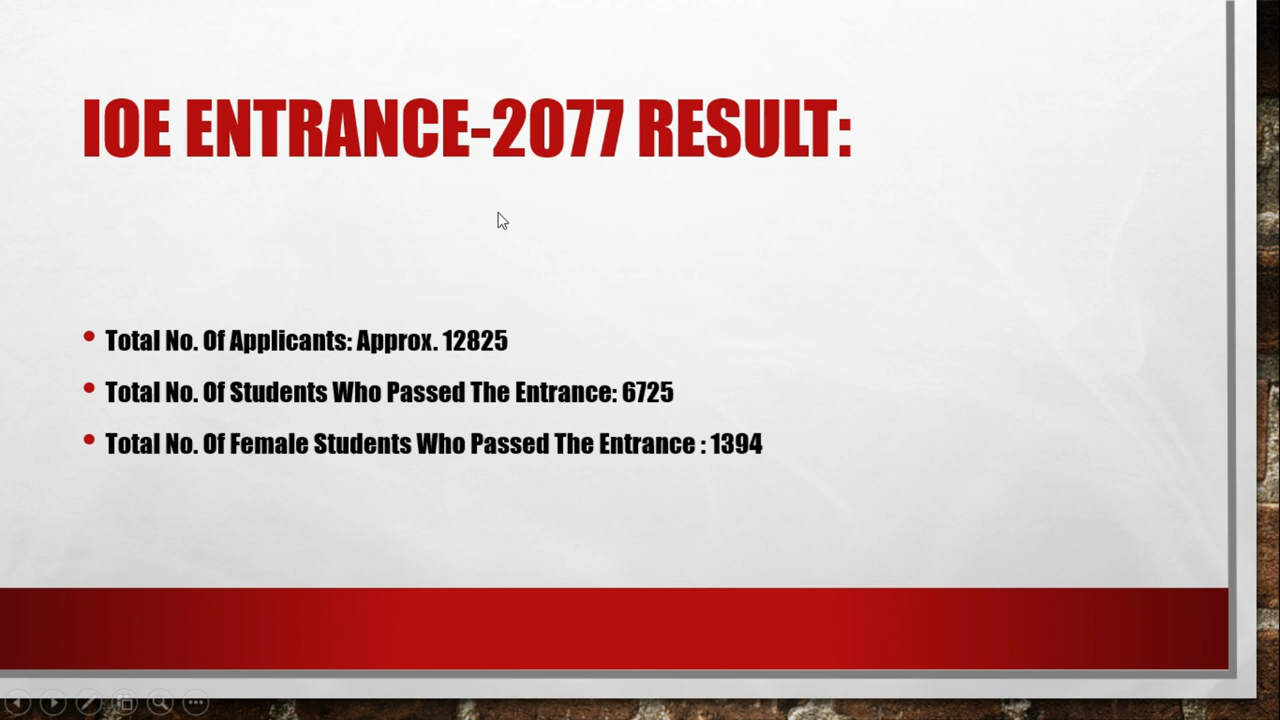 IOE ENTRANCE-2077 RESULT:
• Total No. Of Applicants: Approx. 12825
• Total No. Of Students Who Passed The Entrance: 6725
• Total No. Of Female Students Who Passed The Entrance : 1394